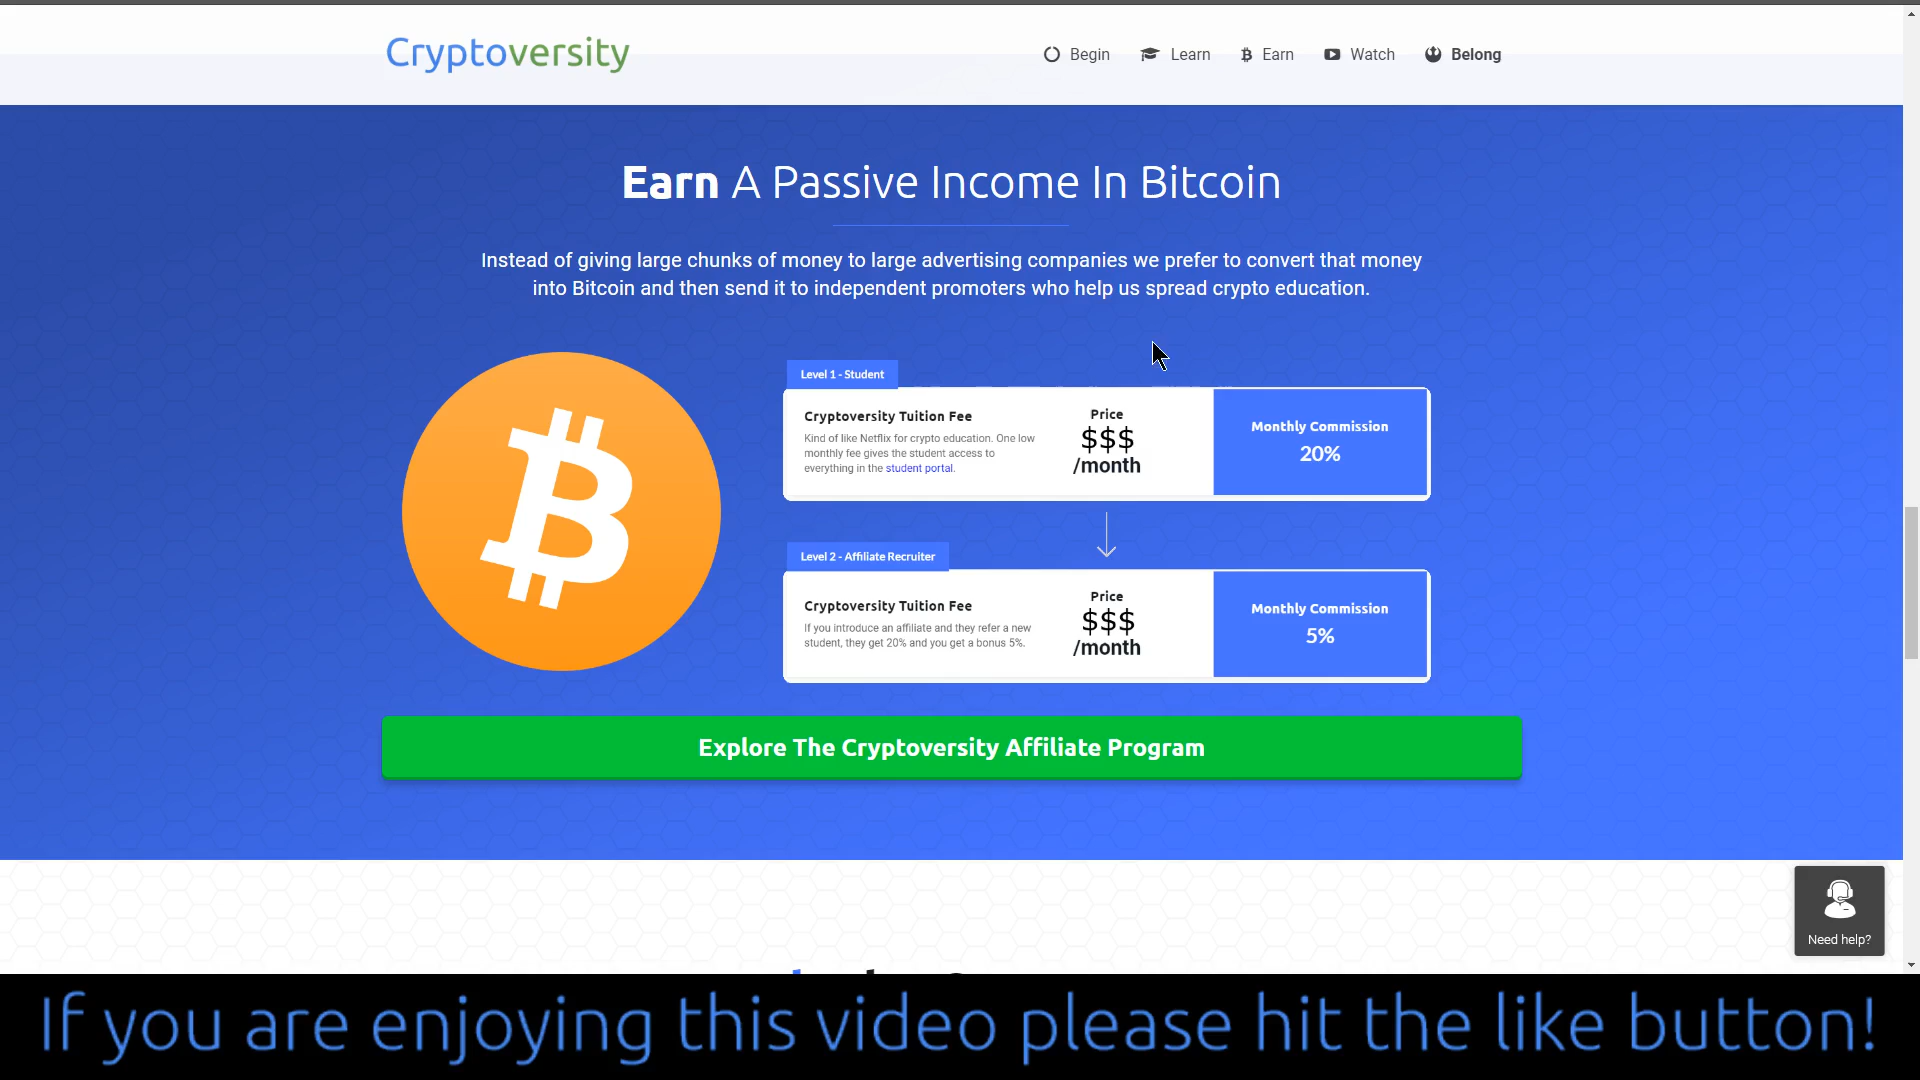 Cryptoversity
Begin Learn Earn Watch Belong
Earn A Passive Income In Bitcoin
Instead of giving large chunks of money to large advertising companies we prefer to convert that money
into Bitcoin and then send it to independent promoters who help us spread crypto education.
Level 1 - Student
Cryptoversity Tuition Fee
Kind of like Netflix for crypto education. One low
monthly fee gives the student access to
everything in the student portal.
Price
$$$
/month
Monthly Commission
20%
Level 2 - Affiliate Recruiter
Cryptoversity Tuition Fee
If you introduce an affiliate and they refer a new
student, they get 20% and you get a bonus 5%.
Price
$$$
/month
Monthly Commission
5%
Explore The Cryptoversity Affiliate Program
Need help?
If you are enjoying this video please hit the like button!